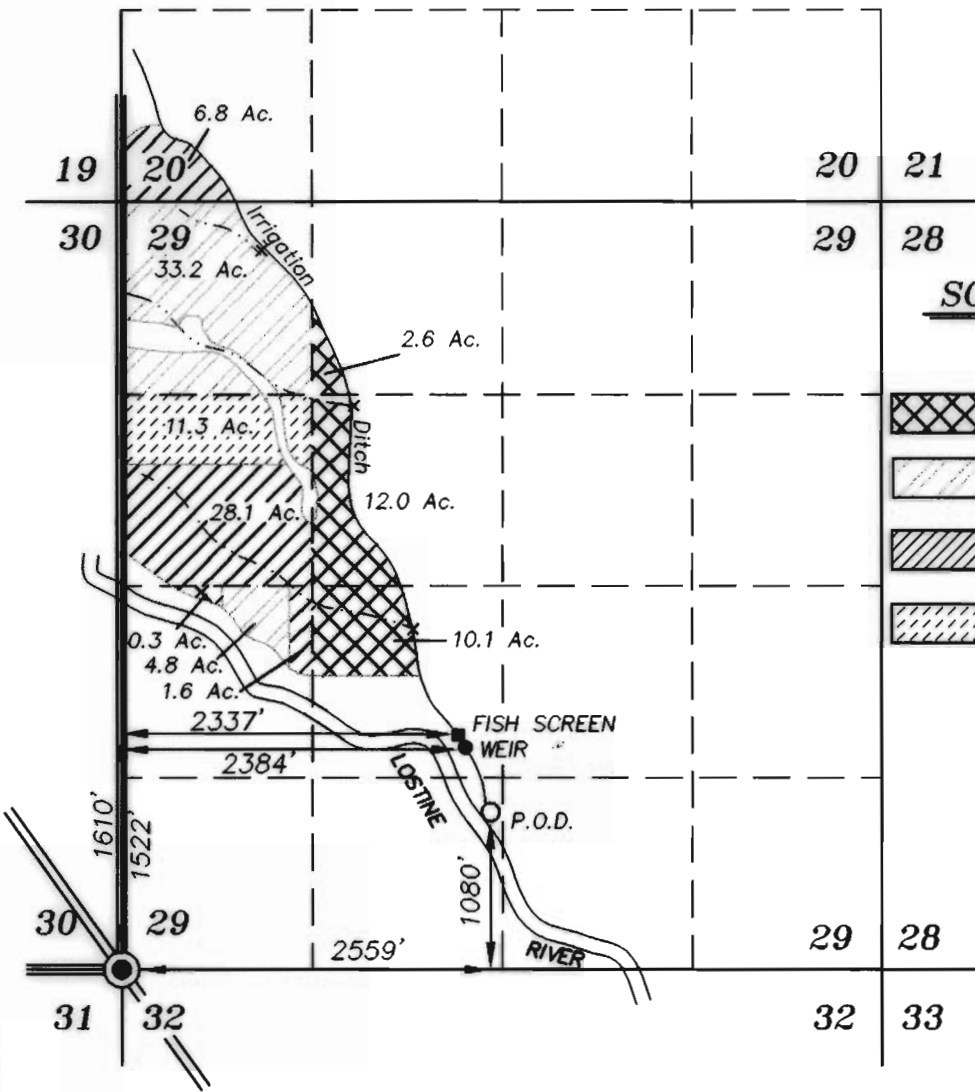 6.8 Ac.
19 20
20 21
30 29
29 28
Irrigation
33.2 Ac.
2.6 Ac.
Ditch
11.3 Ac.
12.0 Ac.
28.1 Ac.
0.3 Ac.
10.1 Ac.
4.8 Ac.
1.6 Ac.
2337'
FISH SCREEN
WEIR
2384'
LOSTINE
P.O.D.
1610'
1522'
1080'
30 29
2559'
RIVER
29 28
31 32
32 33